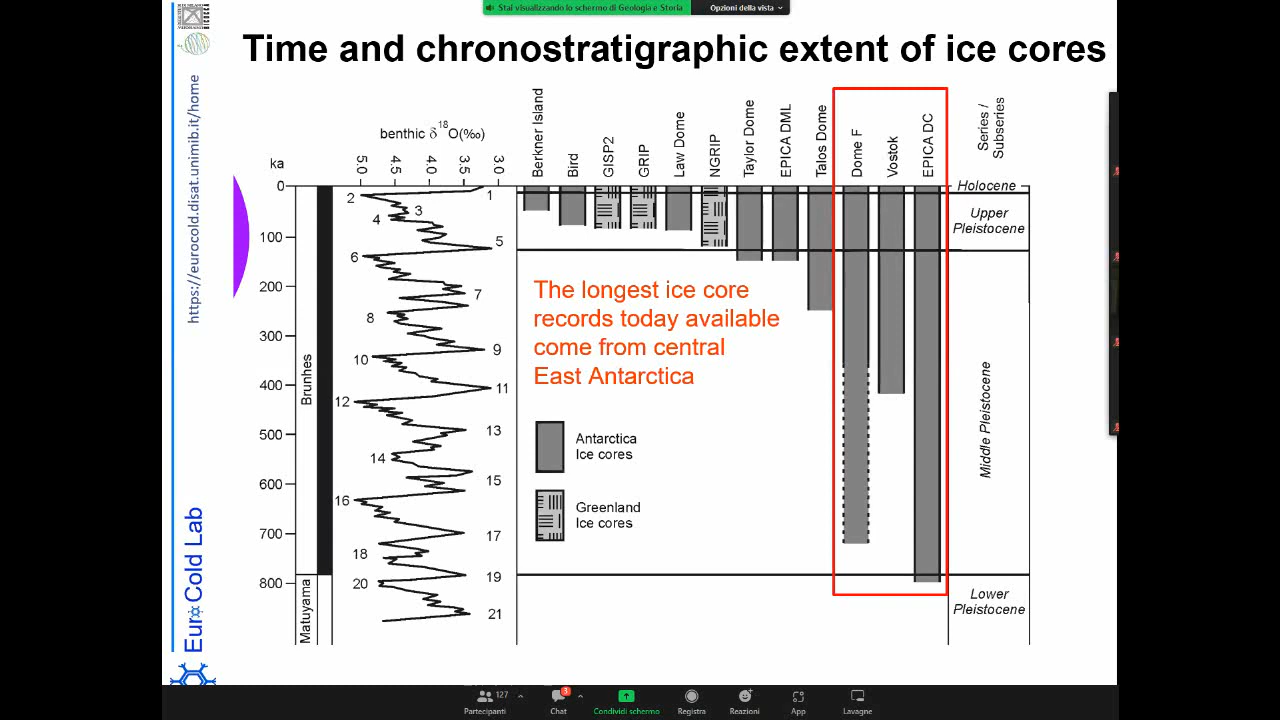 Stai visualizzando lo schermo di Geologia e Storia
Opzioni della vista
Time and chronostratigraphic extent of ice cores
https://eurocold.disat.unimib.it/home
EuroCold Lab
benthic δ18O(‰)
ka
5.0
4.5
4.0
3.5
3.0
Berkner Island
Bird
GISP2
GRIP
Law Dome
NGRIP
Taylor Dome
EPICA DML
Talos Dome
Dome F
Vostok
EPICA DC
Series /
Subseries
0
100
200
300
400
500
600
700
800
Brunhes
Matuyama
1
2
3
4
5
6
7
8
9
10
11
12
13
14
15
16
17
18
19
20
21
Holocene
Upper
Pleistocene
Middle Pleistocene
Lower
Pleistocene
The longest ice core
records today available
come from central
East Antarctica
Antarctica
Ice cores
Greenland
Ice cores
127
Partecipanti
3
Chat
Condividi schermo
Registra
Reazioni
App
Lavagne